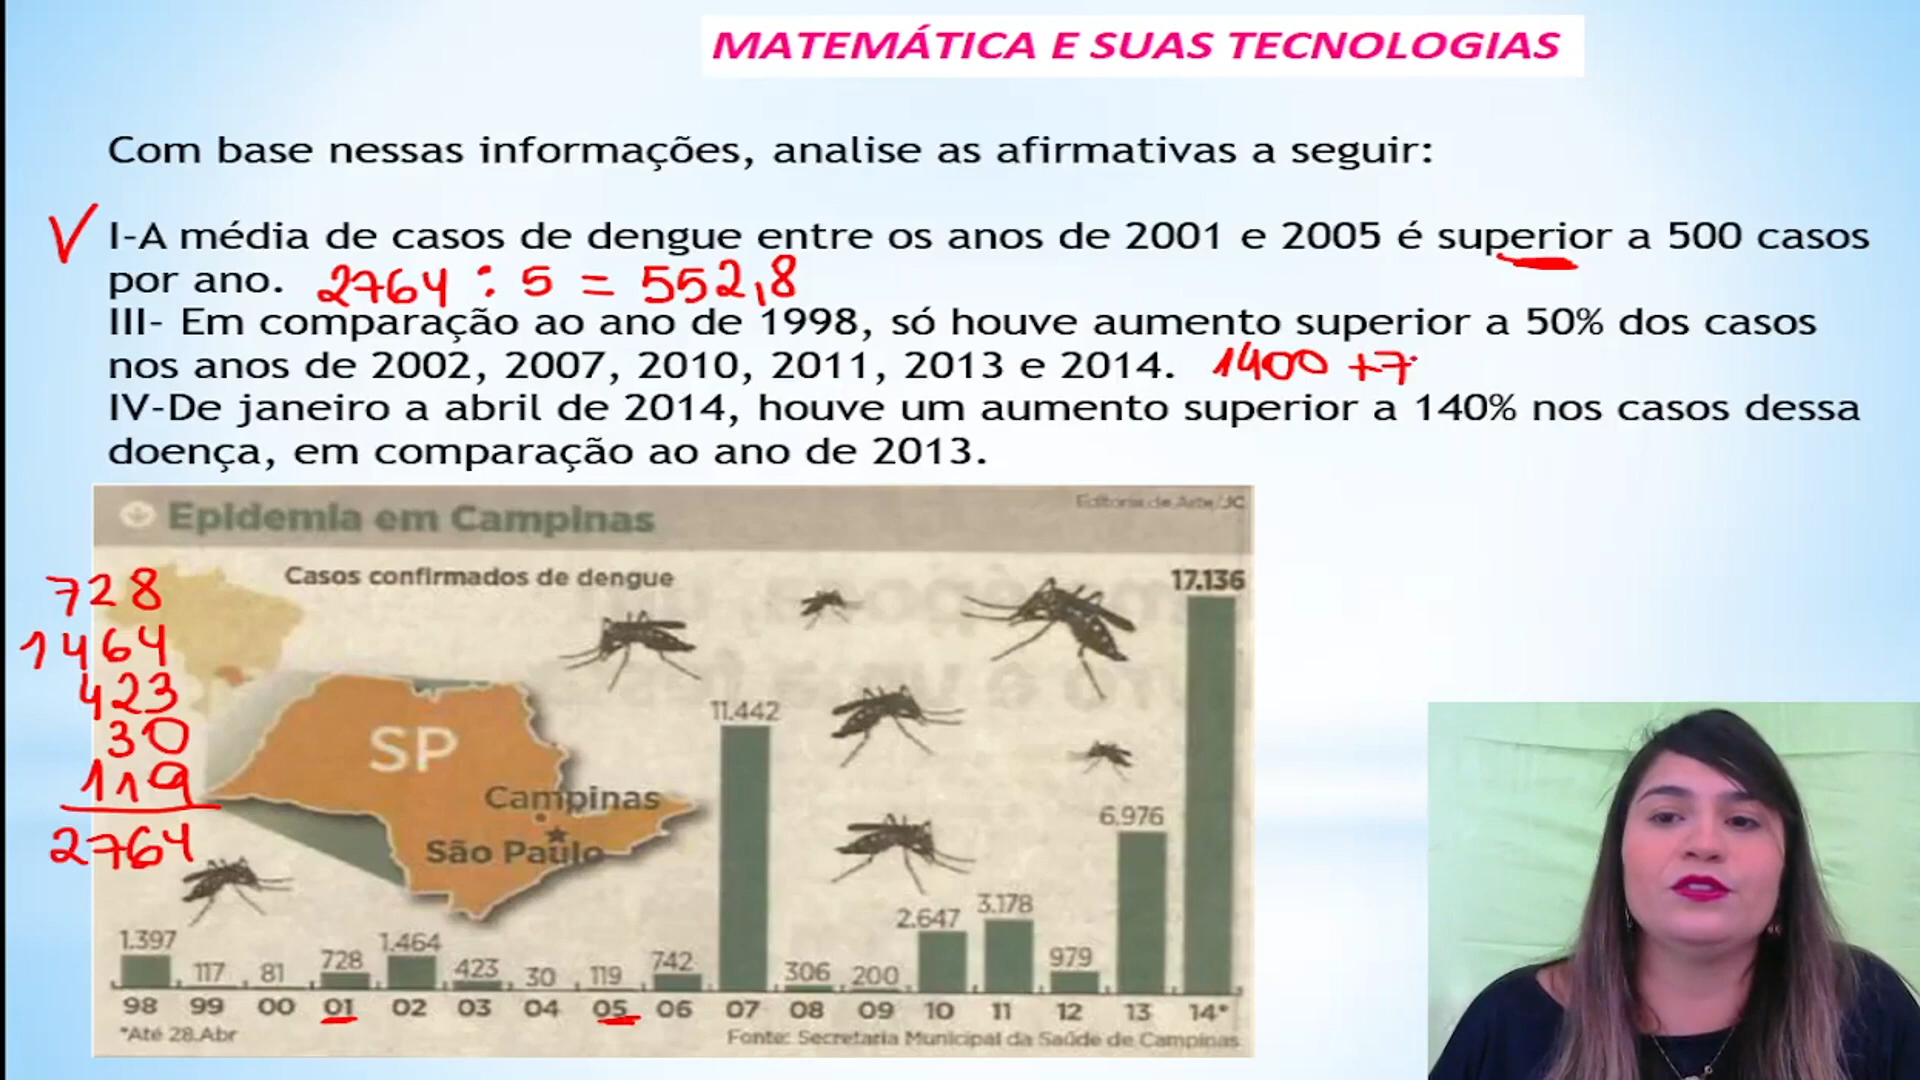 MATEMÁTICA E SUAS TECNOLOGIAS
Com base nessas informações, analise as afirmativas a seguir:
V I-A média de casos de dengue entre os anos de 2001 e 2005 é superior a 500 casos
por ano. 2764 : 5 = 552,8
III- Em comparação ao ano de 1998, só houve aumento superior a 50% dos casos
nos anos de 2002, 2007, 2010, 2011, 2013 e 2014. 1400 +7
IV-De janeiro a abril de 2014, houve um aumento superior a 140% nos casos dessa
doença, em comparação ao ano de 2013.
Epidemia em Campinas
Editoria de Arte/JC
Casos confirmados de dengue
728
1464
423
30
119
2764
SP
Campinas
São Paulo
1.397 117 81 728 1.464 423 30 119 742 11.442 306 200 2.647 3.178 979 6.976 17.136
98 99 00 01 02 03 04 05 06 07 08 09 10 11 12 13 14*
*Até 28.Abr
Fonte: Secretaria Municipal da Saúde de Campinas